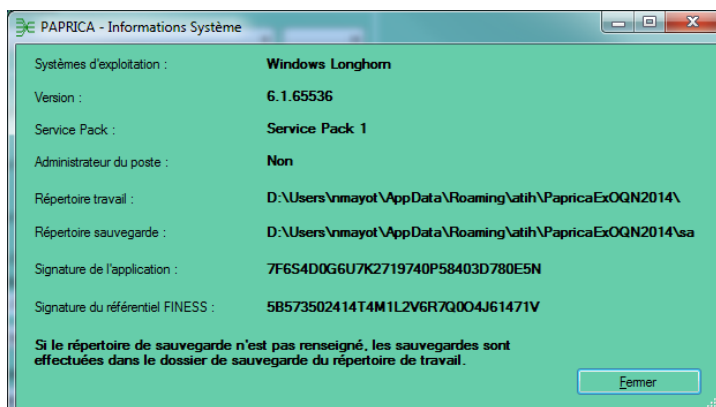 PAPRICA - Informations Système
Systèmes d'exploitation : Windows Longhorn
Version : 6.1.65536
Service Pack : Service Pack 1
Administrateur du poste : Non
Répertoire travail : D:\Users\nmayot\AppData\Roaming\atih\PapricaExOQN2014\
Répertoire sauvegarde : D:\Users\nmayot\AppData\Roaming\atih\PapricaExOQN2014\sa
Signature de l'application : 7F6S4D0G6U7K2719740P58403D780E5N
Signature du référentiel FINESS : 5B573502414T4M1L2V6R7Q0O4J61471V
Si le répertoire de sauvegarde n'est pas renseigné, les sauvegardes sont
effectuées dans le dossier de sauvegarde du répertoire de travail.
Fermer